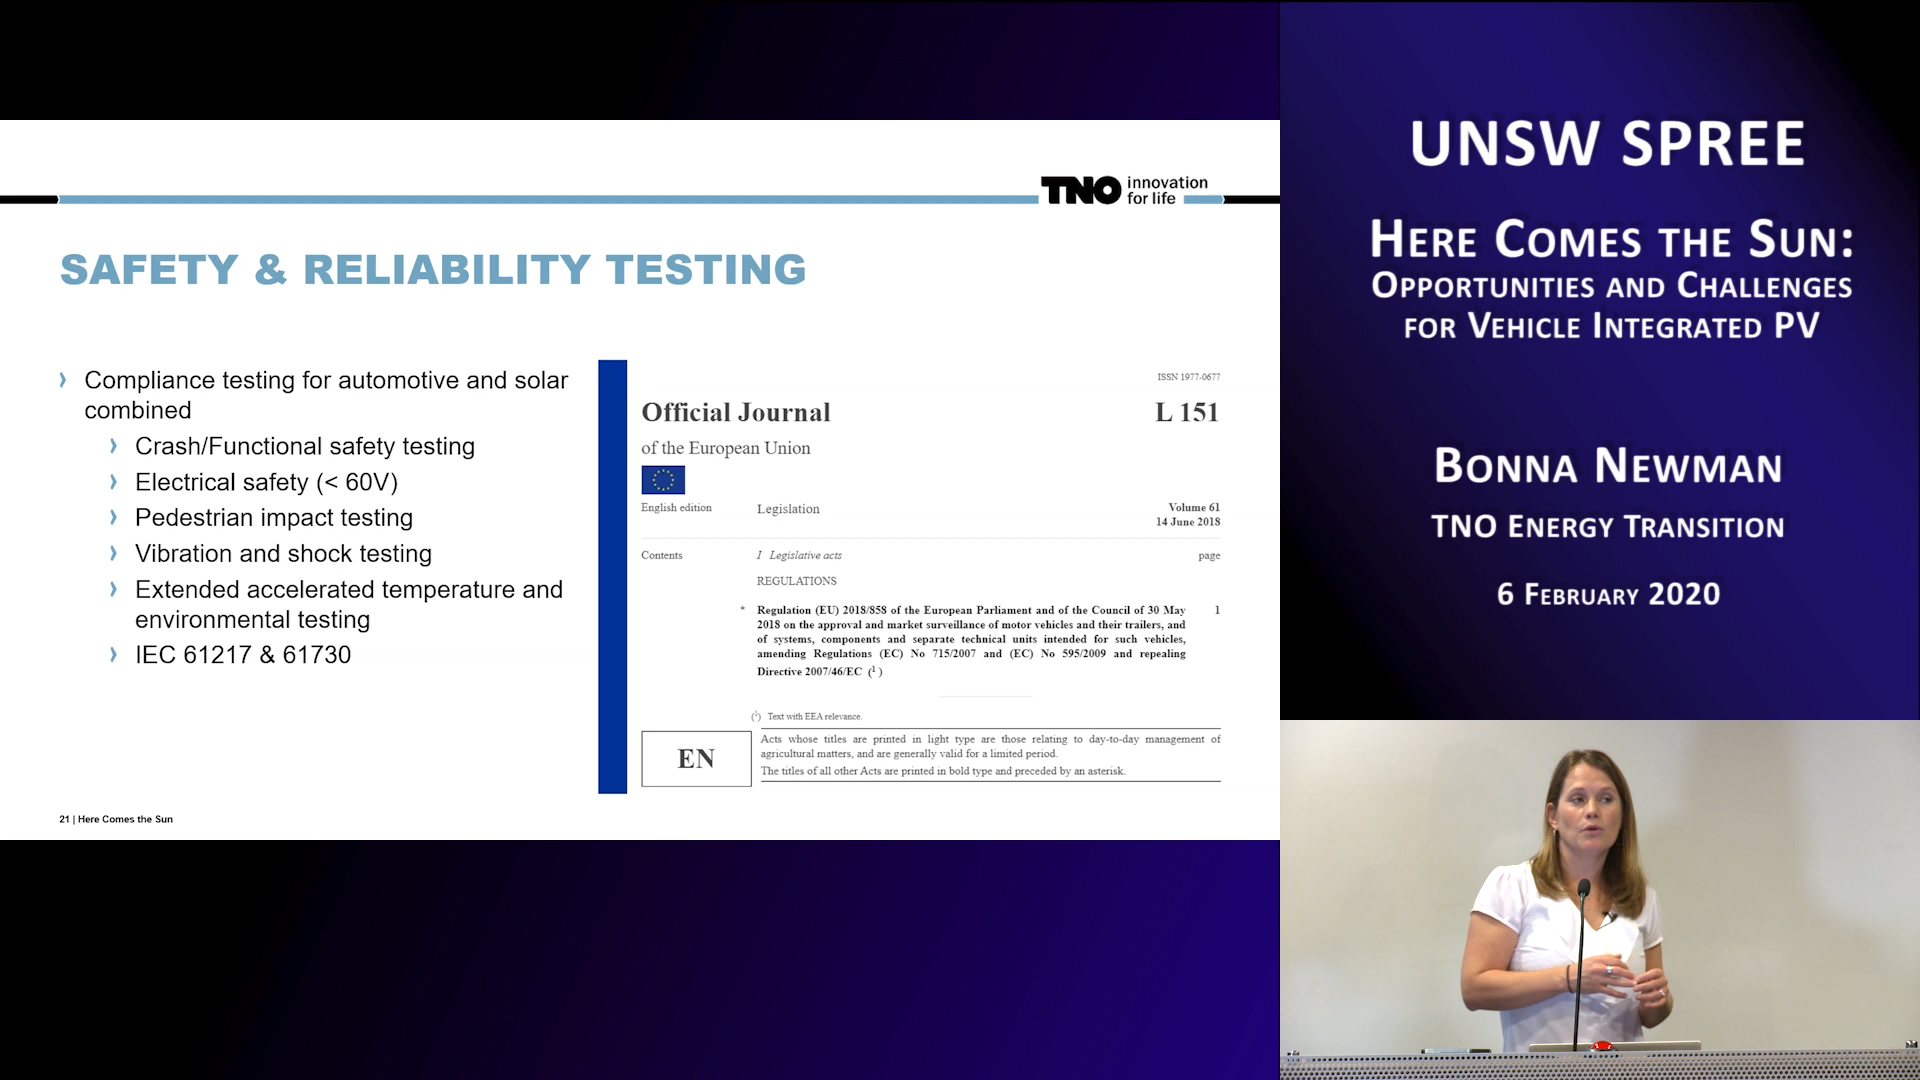 TNO innovation
for life
SAFETY & RELIABILITY TESTING
Compliance testing for automotive and solar
combined
Crash/Functional safety testing
Electrical safety (< 60V)
Pedestrian impact testing
Vibration and shock testing
Extended accelerated temperature and
environmental testing
IEC 61217 & 61730
ISSN 1977-0677
Official Journal L 151
of the European Union
English edition Legislation Volume 61
14 June 2018
Contents I Legislative acts page
REGULATIONS
* Regulation (EU) 2018/858 of the European Parliament and of the Council of 30 May 1
2018 on the approval and market surveillance of motor vehicles and their trailers, and
of systems, components and separate technical units intended for such vehicles,
amending Regulations (EC) No 715/2007 and (EC) No 595/2009 and repealing
Directive 2007/46/EC (1)
(1) Text with EEA relevance.
EN
Acts whose titles are printed in light type are those relating to day-to-day management of
agricultural matters, and are generally valid for a limited period.
The titles of all other Acts are printed in bold type and preceded by an asterisk.
21 | Here Comes the Sun
UNSW SPREE
HERE COMES THE SUN:
OPPORTUNITIES AND CHALLENGES
FOR VEHICLE INTEGRATED PV
BONNA NEWMAN
TNO ENERGY TRANSITION
6 FEBRUARY 2020